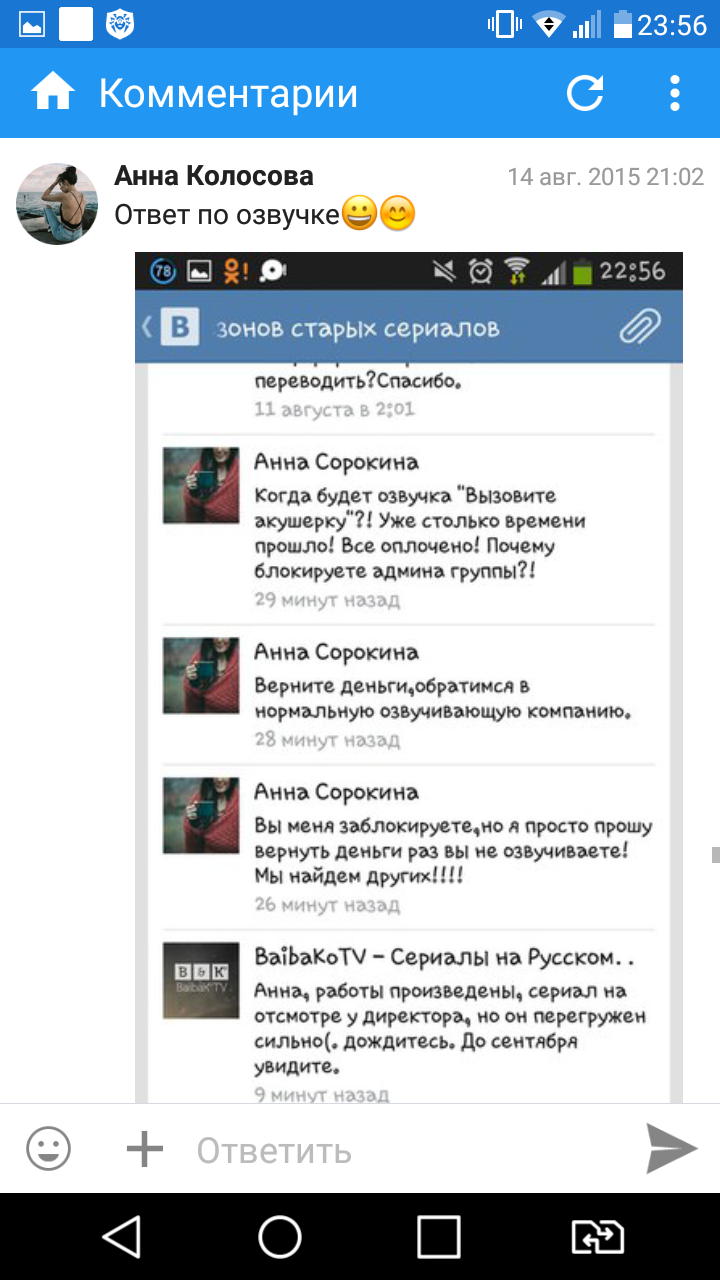 23:56
Комментарии
Анна Колосова
14 авг. 2015 21:02
Ответ по озвучке😀😊
78
22:56
В
зонов старых сериалов
переводить?Спасибо.
11 августа в 2:01
Анна Сорокина
Когда будет озвучка "Вызовите
акушерку"?! Уже столько времени
прошло! Все оплочено! Почему
блокируете админа группы?!
29 минут назад
Анна Сорокина
Верните деньги,обратимся в
нормальную озвучивающую компанию.
28 минут назад
Анна Сорокина
Вы меня заблокируете,но я просто прошу
вернуть деньги раз вы не озвучиваете!
Мы найдем других!!!!
26 минут назад
B & K
BaibaKoTV
BaibaKoTV – Сериалы на Русском. .
Анна, работы произведены, сериал на
отсмотре у директора, но он перегружен
сильно(. дождитесь. До сентября
увидите.
9 минут назад
Ответить